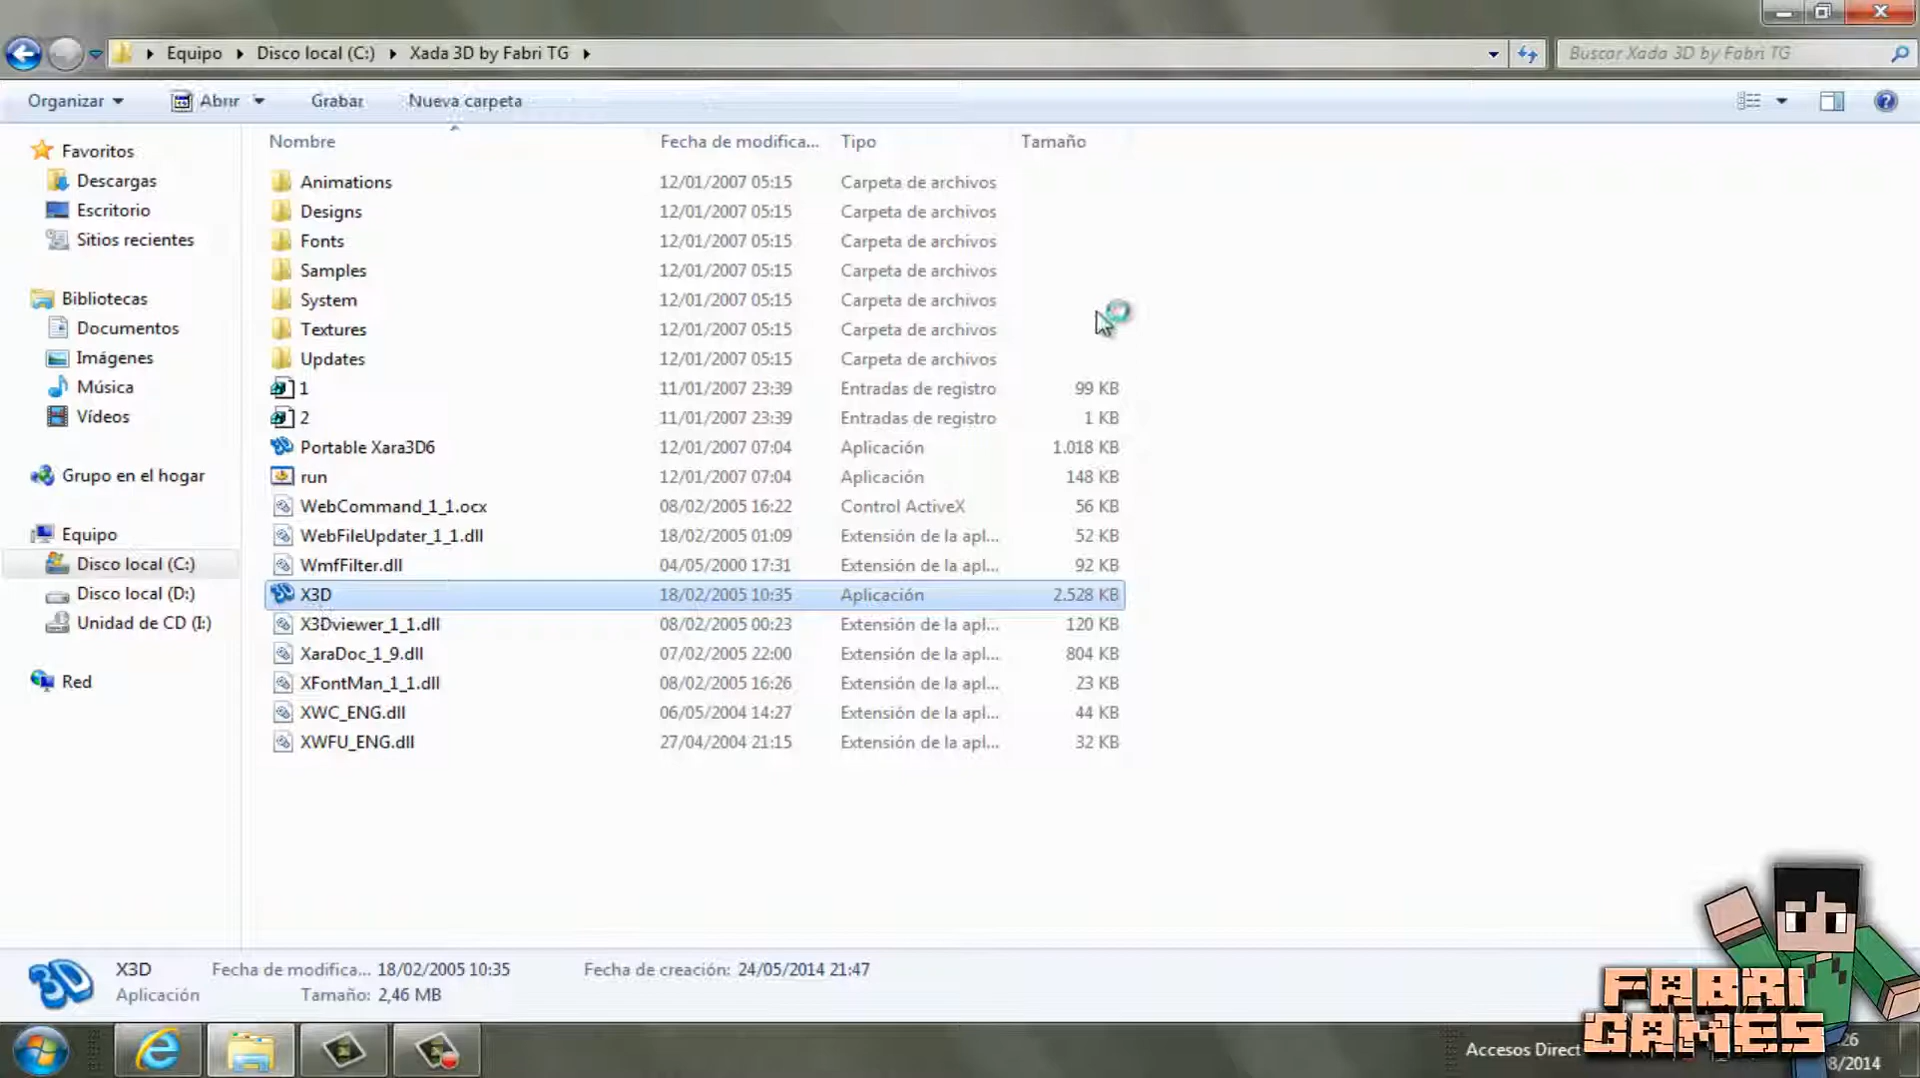 Equipo Disco local (C:) Xada 3D by Fabri TG Buscar Xada 3D by Fabri TG
Organizar Abrir Grabar Nueva carpeta
Nombre Fecha de modifica... Tipo Tamaño
Favoritos
Descargas
Escritorio
Sitios recientes
Bibliotecas
Documentos
Imágenes
Música
Vídeos
Grupo en el hogar
Equipo
Disco local (C:)
Disco local (D:)
Unidad de CD (I:)
Red
Animations 12/01/2007 05:15 Carpeta de archivos
Designs 12/01/2007 05:15 Carpeta de archivos
Fonts 12/01/2007 05:15 Carpeta de archivos
Samples 12/01/2007 05:15 Carpeta de archivos
System 12/01/2007 05:15 Carpeta de archivos
Textures 12/01/2007 05:15 Carpeta de archivos
Updates 12/01/2007 05:15 Carpeta de archivos
1 11/01/2007 23:39 Entradas de registro 99 KB
2 11/01/2007 23:39 Entradas de registro 1 KB
Portable Xara3D6 12/01/2007 07:04 Aplicación 1.018 KB
run 12/01/2007 07:04 Aplicación 148 KB
WebCommand_1_1.ocx 08/02/2005 16:22 Control ActiveX 56 KB
WebFileUpdater_1_1.dll 18/02/2005 01:09 Extensión de la apl... 52 KB
WmfFilter.dll 04/05/2000 17:31 Extensión de la apl... 92 KB
X3D 18/02/2005 10:35 Aplicación 2.528 KB
X3Dviewer_1_1.dll 08/02/2005 00:23 Extensión de la apl... 120 KB
XaraDoc_1_9.dll 07/02/2005 22:00 Extensión de la apl... 804 KB
XFontMan_1_1.dll 08/02/2005 16:26 Extensión de la apl... 23 KB
XWC_ENG.dll 06/05/2004 14:27 Extensión de la apl... 44 KB
XWFU_ENG.dll 27/04/2004 21:15 Extensión de la apl... 32 KB
3D X3D Fecha de modifica... 18/02/2005 10:35 Fecha de creación: 24/05/2014 21:47
Aplicación Tamaño: 2,46 MB
FABRI
GAMES
Accesos Direct 26
8/2014